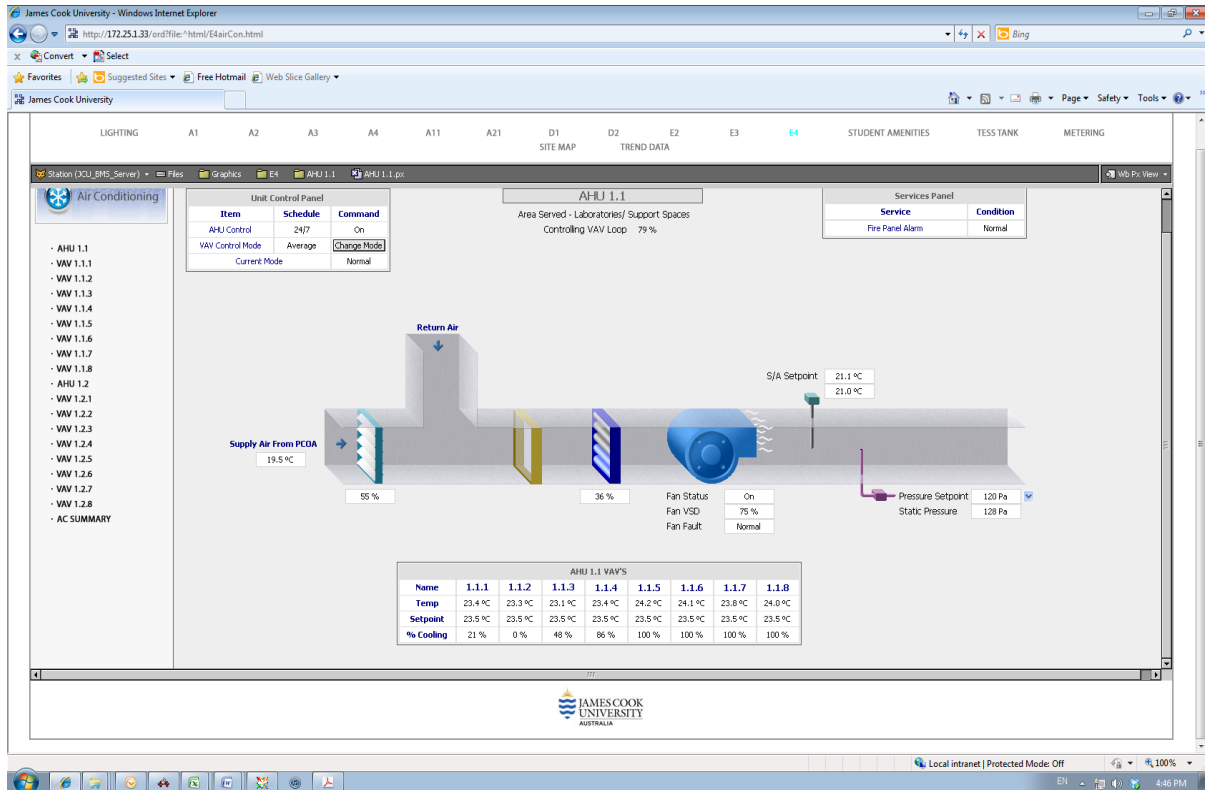 James Cook University - Windows Internet Explorer
http://172.25.1.33/ord?file:^html/E4airCon.html
Bing
x Convert Select
Favorites Suggested Sites Free Hotmail Web Slice Gallery
James Cook University
Page Safety Tools
LIGHTING A1 A2 A3 A4 A11 A21 D1 D2 E2 E3 E4 STUDENT AMENITIES TESS TANK METERING
SITE MAP TREND DATA
Station (JCU_BMS_Server) Files Graphics E4 AHU 1.1 AHU 1.1.px Wb Px View
Air Conditioning
· AHU 1.1
· VAV 1.1.1
· VAV 1.1.2
· VAV 1.1.3
· VAV 1.1.4
· VAV 1.1.5
· VAV 1.1.6
· VAV 1.1.7
· VAV 1.1.8
· AHU 1.2
· VAV 1.2.1
· VAV 1.2.2
· VAV 1.2.3
· VAV 1.2.4
· VAV 1.2.5
· VAV 1.2.6
· VAV 1.2.7
· VAV 1.2.8
· AC SUMMARY
Unit Control Panel
Item Schedule Command
AHU Control 24/7 On
VAV Control Mode Average Change Mode
Current Mode Normal
AHU 1.1
Area Served - Laboratories/ Support Spaces
Controlling VAV Loop 79 %
Services Panel
Service Condition
Fire Panel Alarm Normal
Return Air
S/A Setpoint 21.1 ºC
21.0 ºC
Supply Air From PCOA
19.5 ºC
55 %
36 %
Fan Status On
Fan VSD 75 %
Fan Fault Normal
Pressure Setpoint 120 Pa
Static Pressure 128 Pa
AHU 1.1 VAV'S
Name 1.1.1 1.1.2 1.1.3 1.1.4 1.1.5 1.1.6 1.1.7 1.1.8
Temp 23.4 ºC 23.3 ºC 23.1 ºC 23.4 ºC 24.2 ºC 24.1 ºC 23.8 ºC 24.0 ºC
Setpoint 23.5 ºC 23.5 ºC 23.5 ºC 23.5 ºC 23.5 ºC 23.5 ºC 23.5 ºC 23.5 ºC
% Cooling 21 % 0 % 48 % 86 % 100 % 100 % 100 % 100 %
JAMES COOK
UNIVERSITY
AUSTRALIA
Local intranet | Protected Mode: Off 100%
EN 4:46 PM